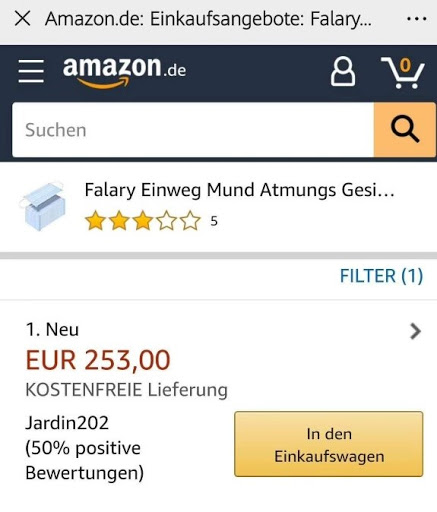 Amazon.de: Einkaufsangebote: Falary...
amazon.de
0
Suchen
Falary Einweg Mund Atmungs Gesi...
5
FILTER (1)
1. Neu
EUR 253,00
KOSTENFREIE Lieferung
Jardin202
(50% positive
Bewertungen)
In den
Einkaufswagen